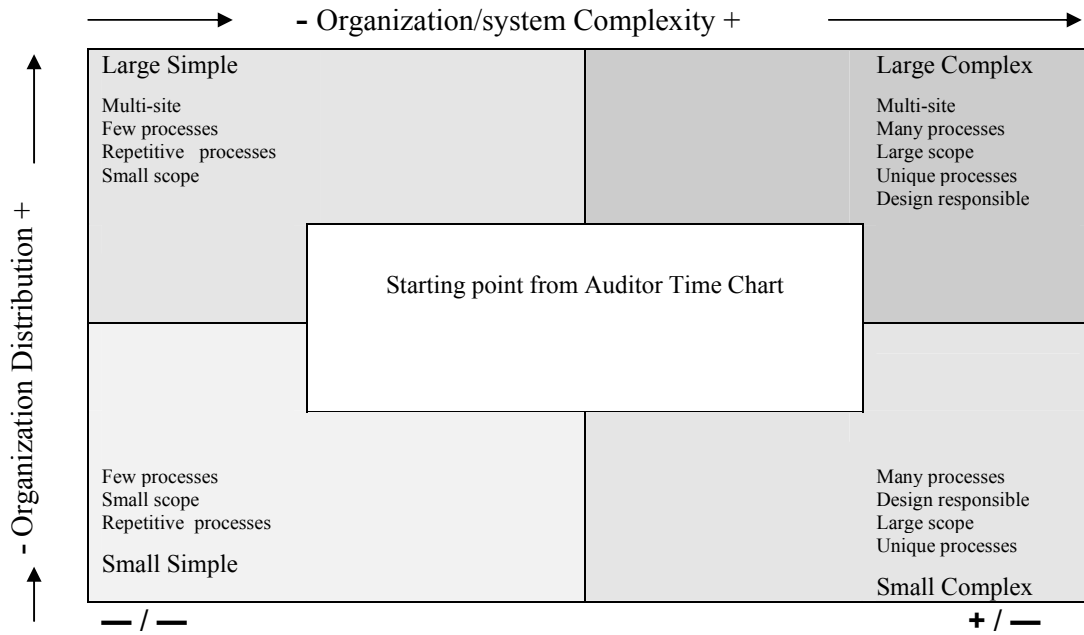 - Organization/system Complexity +
- Organization Distribution +
Large Simple
Multi-site
Few processes
Repetitive processes
Small scope
Large Complex
Multi-site
Many processes
Large scope
Unique processes
Design responsible
Starting point from Auditor Time Chart
Few processes
Small scope
Repetitive processes
Small Simple
Many processes
Design responsible
Large scope
Unique processes
Small Complex
— / —
+ / —